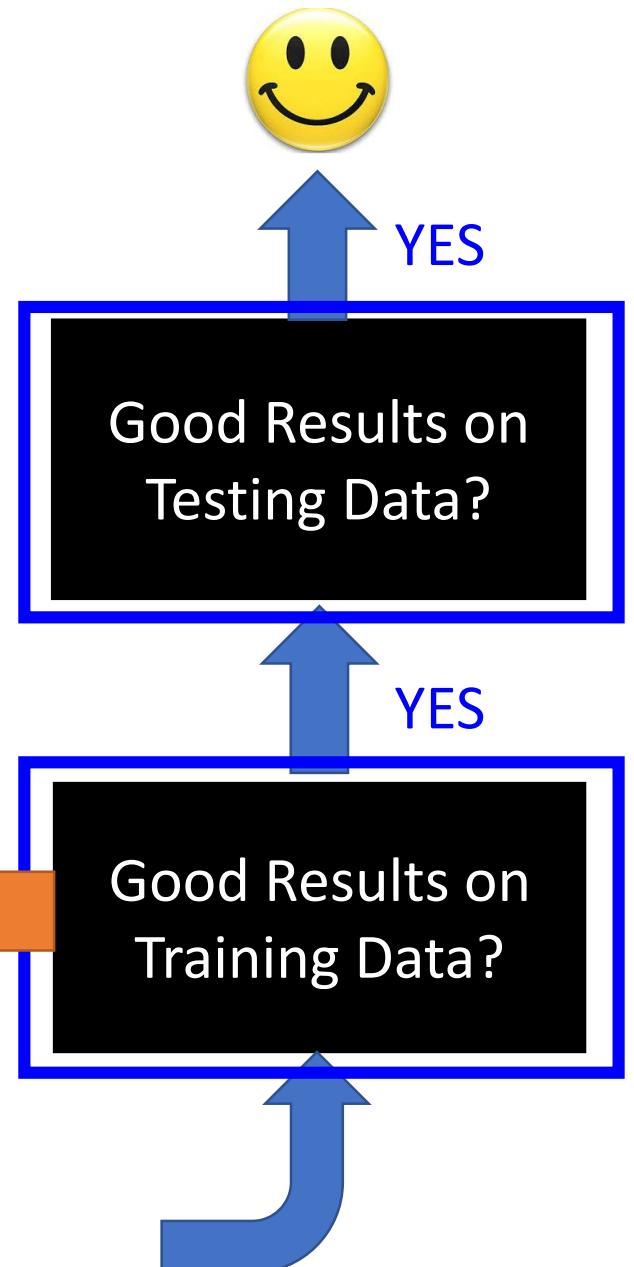 YES
Good Results on
Testing Data?
YES
Good Results on
Training Data?